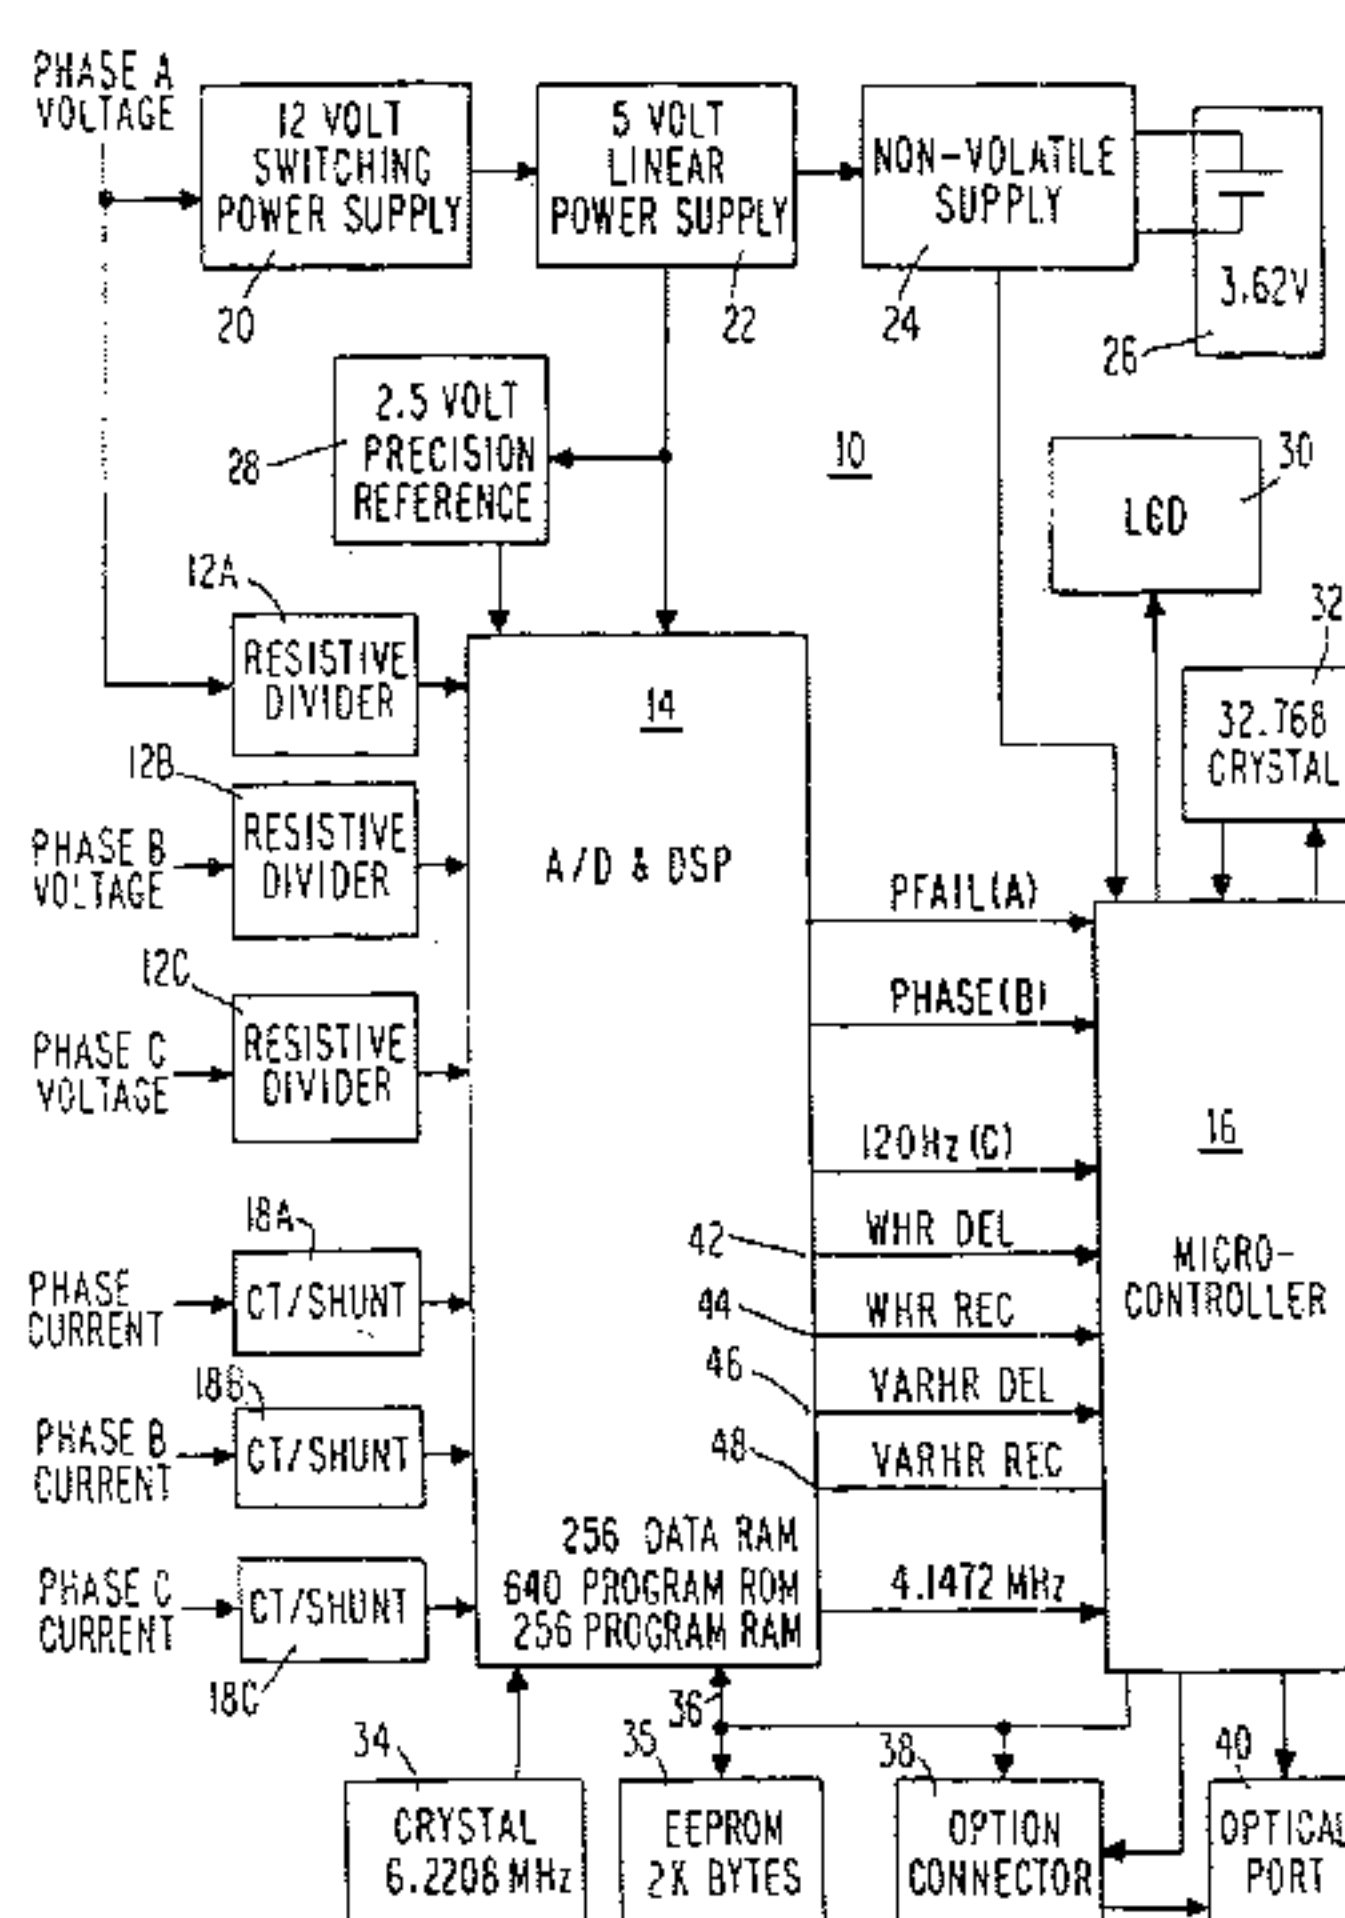 PHASE A
VOLTAGE
12 VOLT
SWITCHING
POWER SUPPLY
20
5 VOLT
LINEAR
POWER SUPPLY
22
NON-VOLATILE
SUPPLY
24
3.62V
26
2.5 VOLT
PRECISION
REFERENCE
28
10
LCD
30
32
32.768
CRYSTAL
12A
RESISTIVE
DIVIDER
12B
PHASE B
VOLTAGE
RESISTIVE
DIVIDER
12C
PHASE C
VOLTAGE
RESISTIVE
DIVIDER
14
A/D & DSP
PFAIL(A)
PHASE(B)
120Hz(C)
42
WHR DEL
44
WHR REC
46
VARHR DEL
48
VARHR REC
4.1472 MHz
16
MICRO-
CONTROLLER
18A
PHASE
CURRENT
CT/SHUNT
18B
PHASE B
CURRENT
CT/SHUNT
PHASE C
CURRENT
CT/SHUNT
18C
256 DATA RAM
640 PROGRAM ROM
256 PROGRAM RAM
34
CRYSTAL
6.2208 MHz
36
35
EEPROM
2K BYTES
38
OPTION
CONNECTOR
40
OPTICAL
PORT